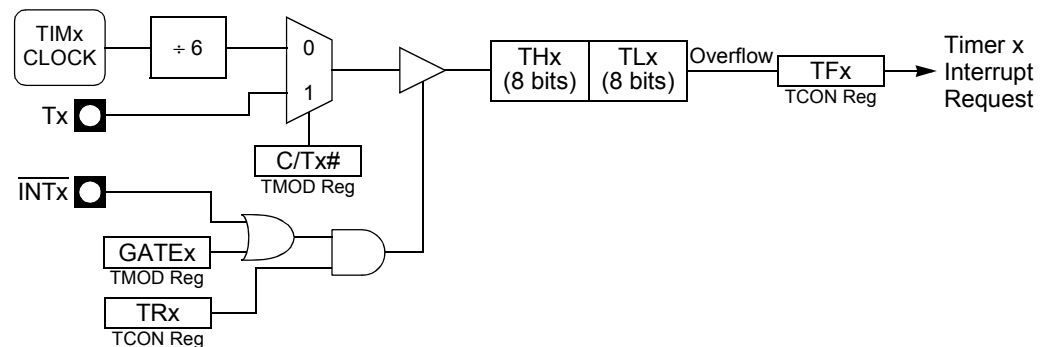 TIMx
CLOCK
÷ 6
0
1
Tx
C/Tx#
TMOD Reg
THx
(8 bits)
TLx
(8 bits)
Overflow
TFx
TCON Reg
Timer x
Interrupt
Request
INTx
GATEx
TMOD Reg
TRx
TCON Reg